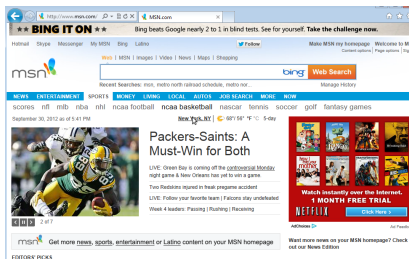 http://www.msn.com/
MSN.com
BING IT ON
Bing beats Google nearly 2 to 1 in blind tests. See for yourself. Take the challenge now.
Hotmail Skype Messenger My MSN Bing Latino
Follow
Make MSN my homepage Welcome to M
Content options Page options
msn
Web | MSN | Images | Video | News | Maps | Shopping
bing Web Search
Recent Searches: msn, metro north railroad schedule, metro nor...
Manage History
NEWS ENTERTAINMENT SPORTS MONEY LIVING LOCAL AUTOS JOB SEARCH MORE NOW
scores nfl mlb nba nhl ncaa football ncaa basketball nascar tennis soccer golf fantasy games
September 30, 2012 as of 5:41 PM
New York, NY 68°/ 58° °F °C 5-day
Packers-Saints: A
Must-Win for Both
LIVE: Green Bay is coming off the controversial Monday
night game & New Orleans has yet to win a game
Two Redskins injured in freak pregame accident
LIVE: Follow your favorite team | Falcons stay undefeated
Week 4 leaders: Passing | Rushing | Receiving
2 of 7
Watch instantly over the Internet.
1 MONTH FREE TRIAL
NETFLIX Click Here >
AdChoices
Ad Feedb
msn Get more news, sports, entertainment or Latino content on your MSN homepage
Want more news on your MSN homepage? Check
out our News Edition
EDITORS' PICKS